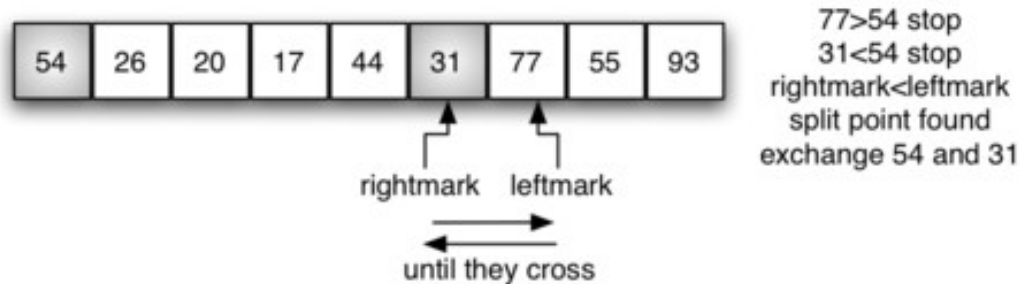 54 26 20 17 44 31 77 55 93
77>54 stop
31<54 stop
rightmark<leftmark
split point found
exchange 54 and 31
rightmark leftmark
until they cross